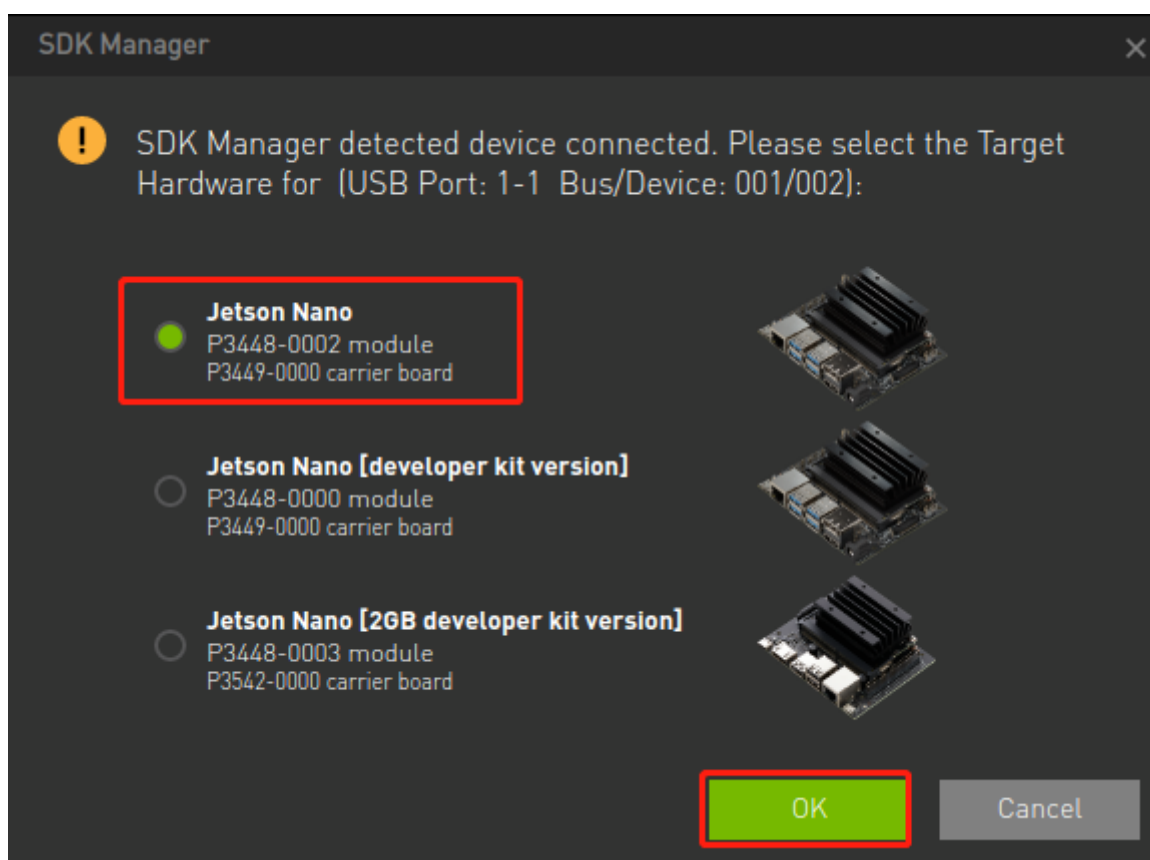 SDK Manager
SDK Manager detected device connected. Please select the Target
Hardware for (USB Port: 1-1 Bus/Device: 001/002):
Jetson Nano
P3448-0002 module
P3449-0000 carrier board
Jetson Nano [developer kit version]
P3448-0000 module
P3449-0000 carrier board
Jetson Nano [2GB developer kit version]
P3448-0003 module
P3542-0000 carrier board
OK
Cancel